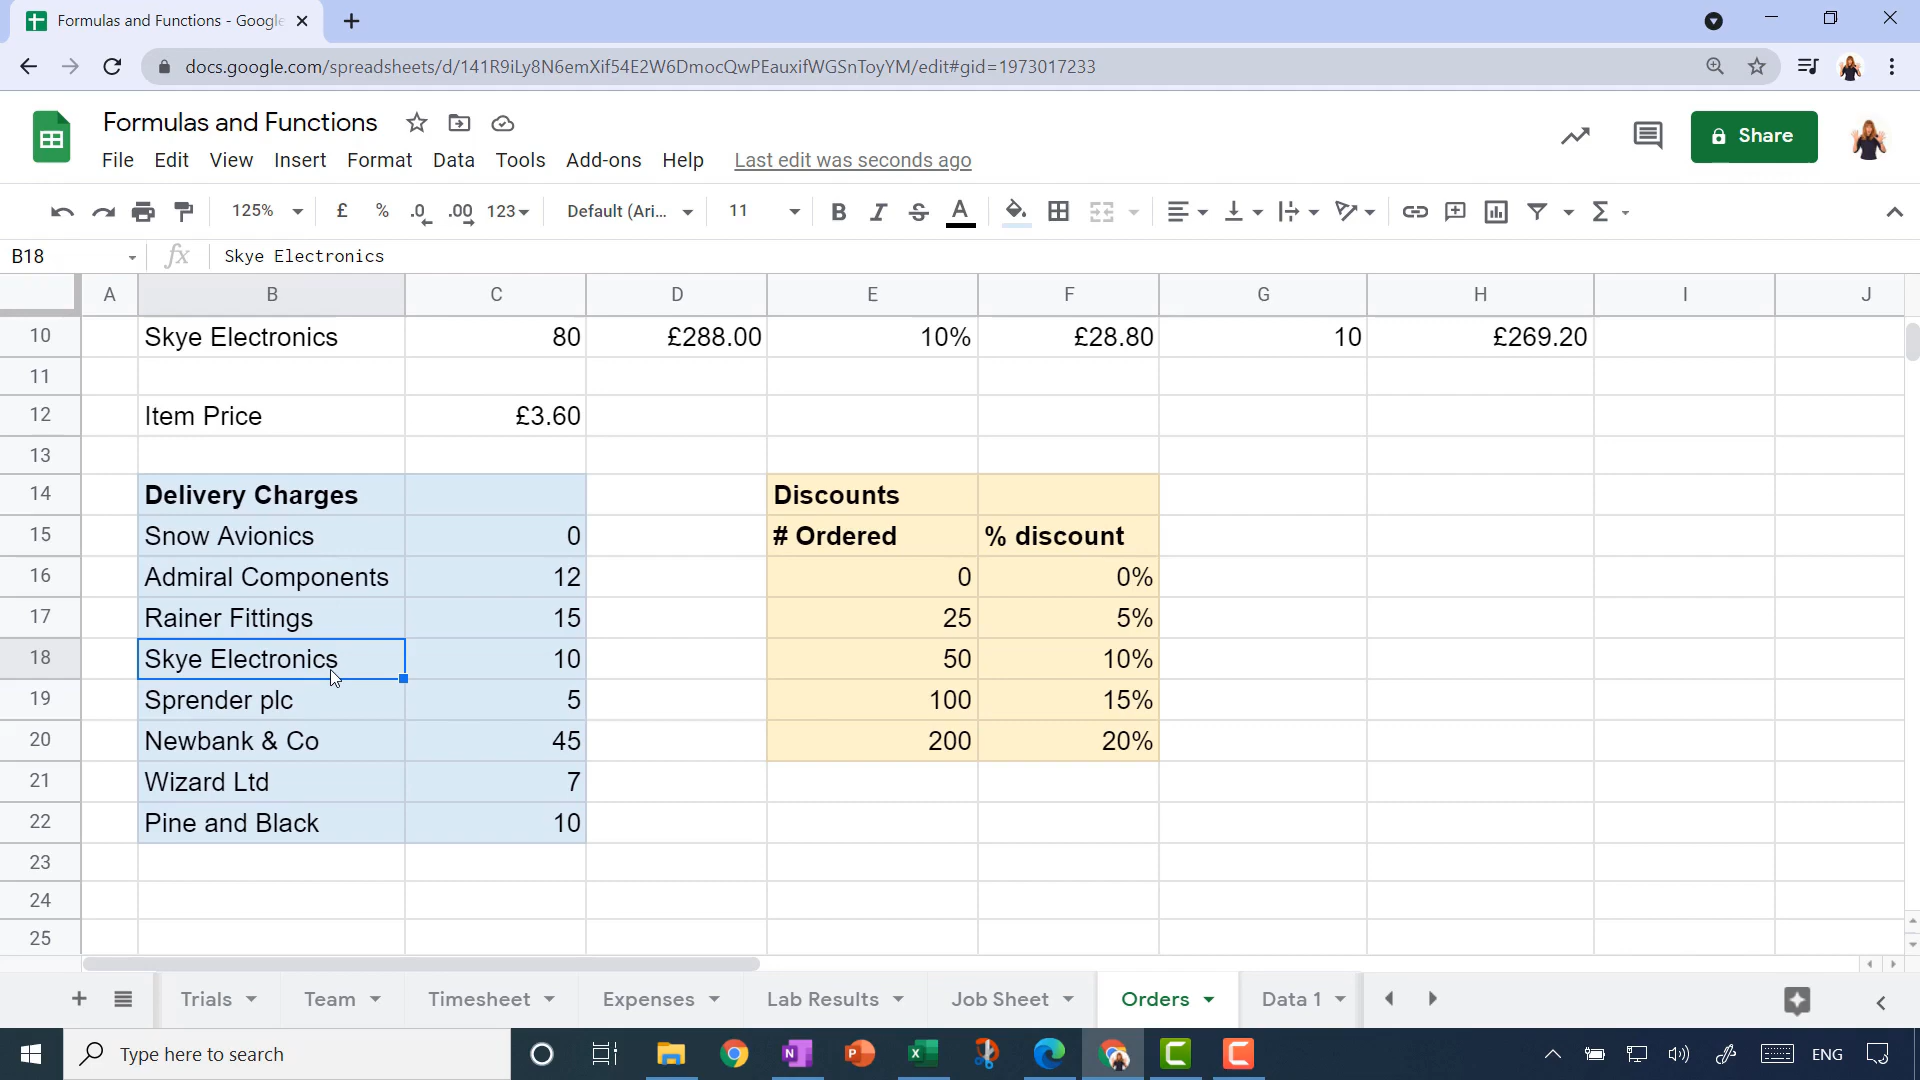 Formulas and Functions - Google
docs.google.com/spreadsheets/d/141R9iLy8N6emXif54E2W6DmocQwPEauxifWGSnToyYM/edit#gid=1973017233
Formulas and Functions
File Edit View Insert Format Data Tools Add-ons Help Last edit was seconds ago
Share
125% £ % .0 .00 123 Default (Ari... 11 B I S A Σ
B18 fx Skye Electronics
A B C D E F G H I J
10 Skye Electronics 80 £288.00 10% £28.80 10 £269.20
11
12 Item Price £3.60
13
14 Delivery Charges Discounts
15 Snow Avionics 0 # Ordered % discount
16 Admiral Components 12 0 0%
17 Rainer Fittings 15 25 5%
18 Skye Electronics 10 50 10%
19 Sprender plc 5 100 15%
20 Newbank & Co 45 200 20%
21 Wizard Ltd 7
22 Pine and Black 10
23
24
25
Trials Team Timesheet Expenses Lab Results Job Sheet Orders Data 1
Type here to search ENG